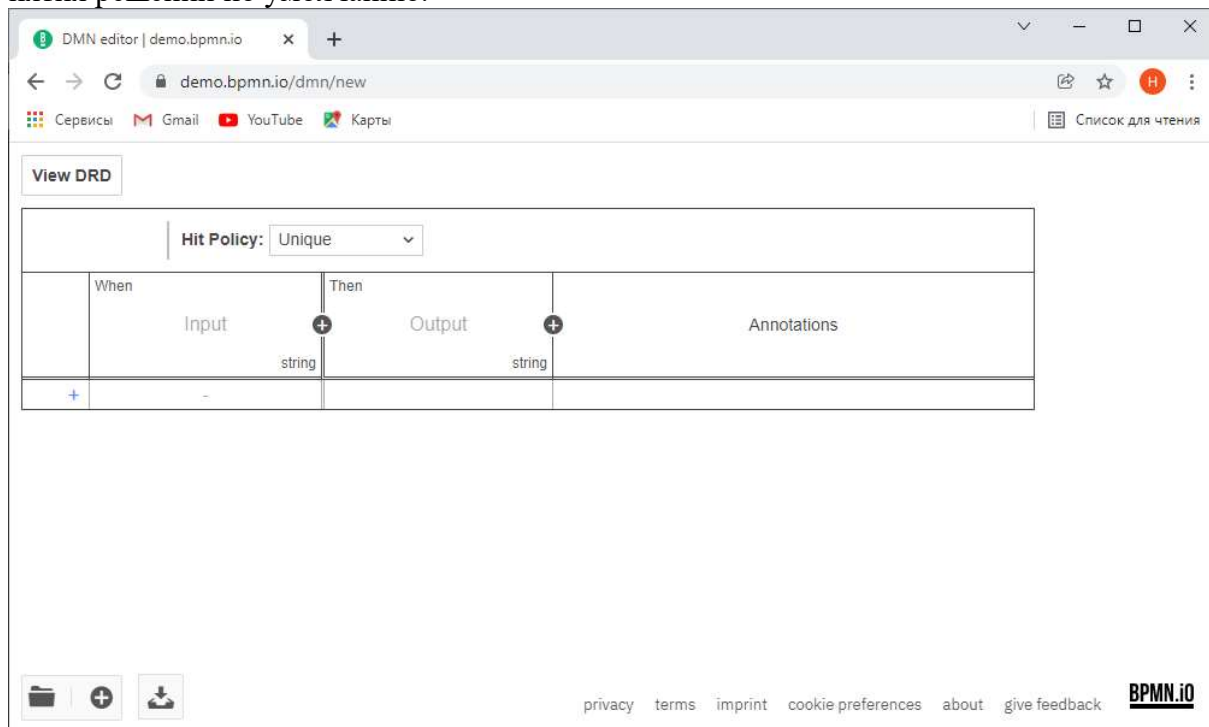 DMN editor | demo.bpmn.io
demo.bpmn.io/dmn/new
Н
Сервисы Gmail YouTube Карты Список для чтения
View DRD
Hit Policy: Unique
When Then
Input Output Annotations
string string
+ -
privacy terms imprint cookie preferences about give feedback BPMN.iO